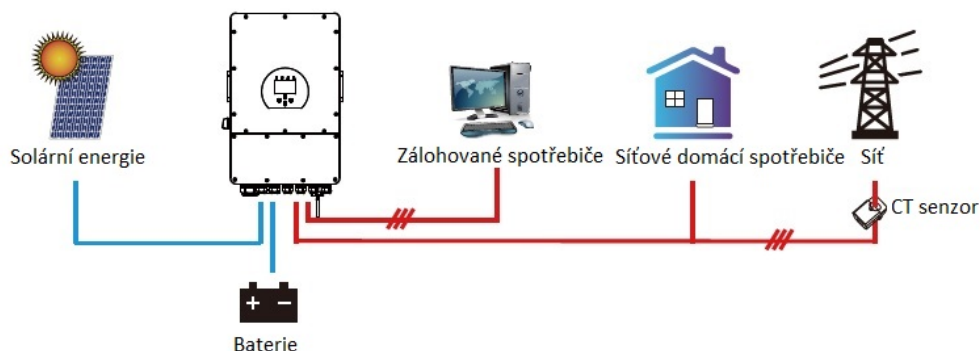 Solární energie
Zálohované spotřebiče
Síťové domácí spotřebiče
Síť
CT senzor
Baterie